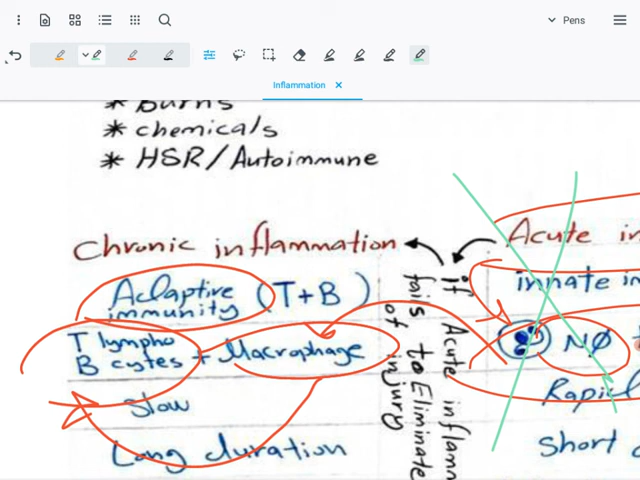 Pens
Inflammation
* Burns
* chemicals
* HSR/Autoimmune
Chronic inflammation
Adaptive immunity (T+B)
T lympho
B cytes + Macrophage
Slow
Long duration
if Acute inflamm
fails to Eliminate
of injury
Acute in
innate im
NØ +
Rapid
Short d